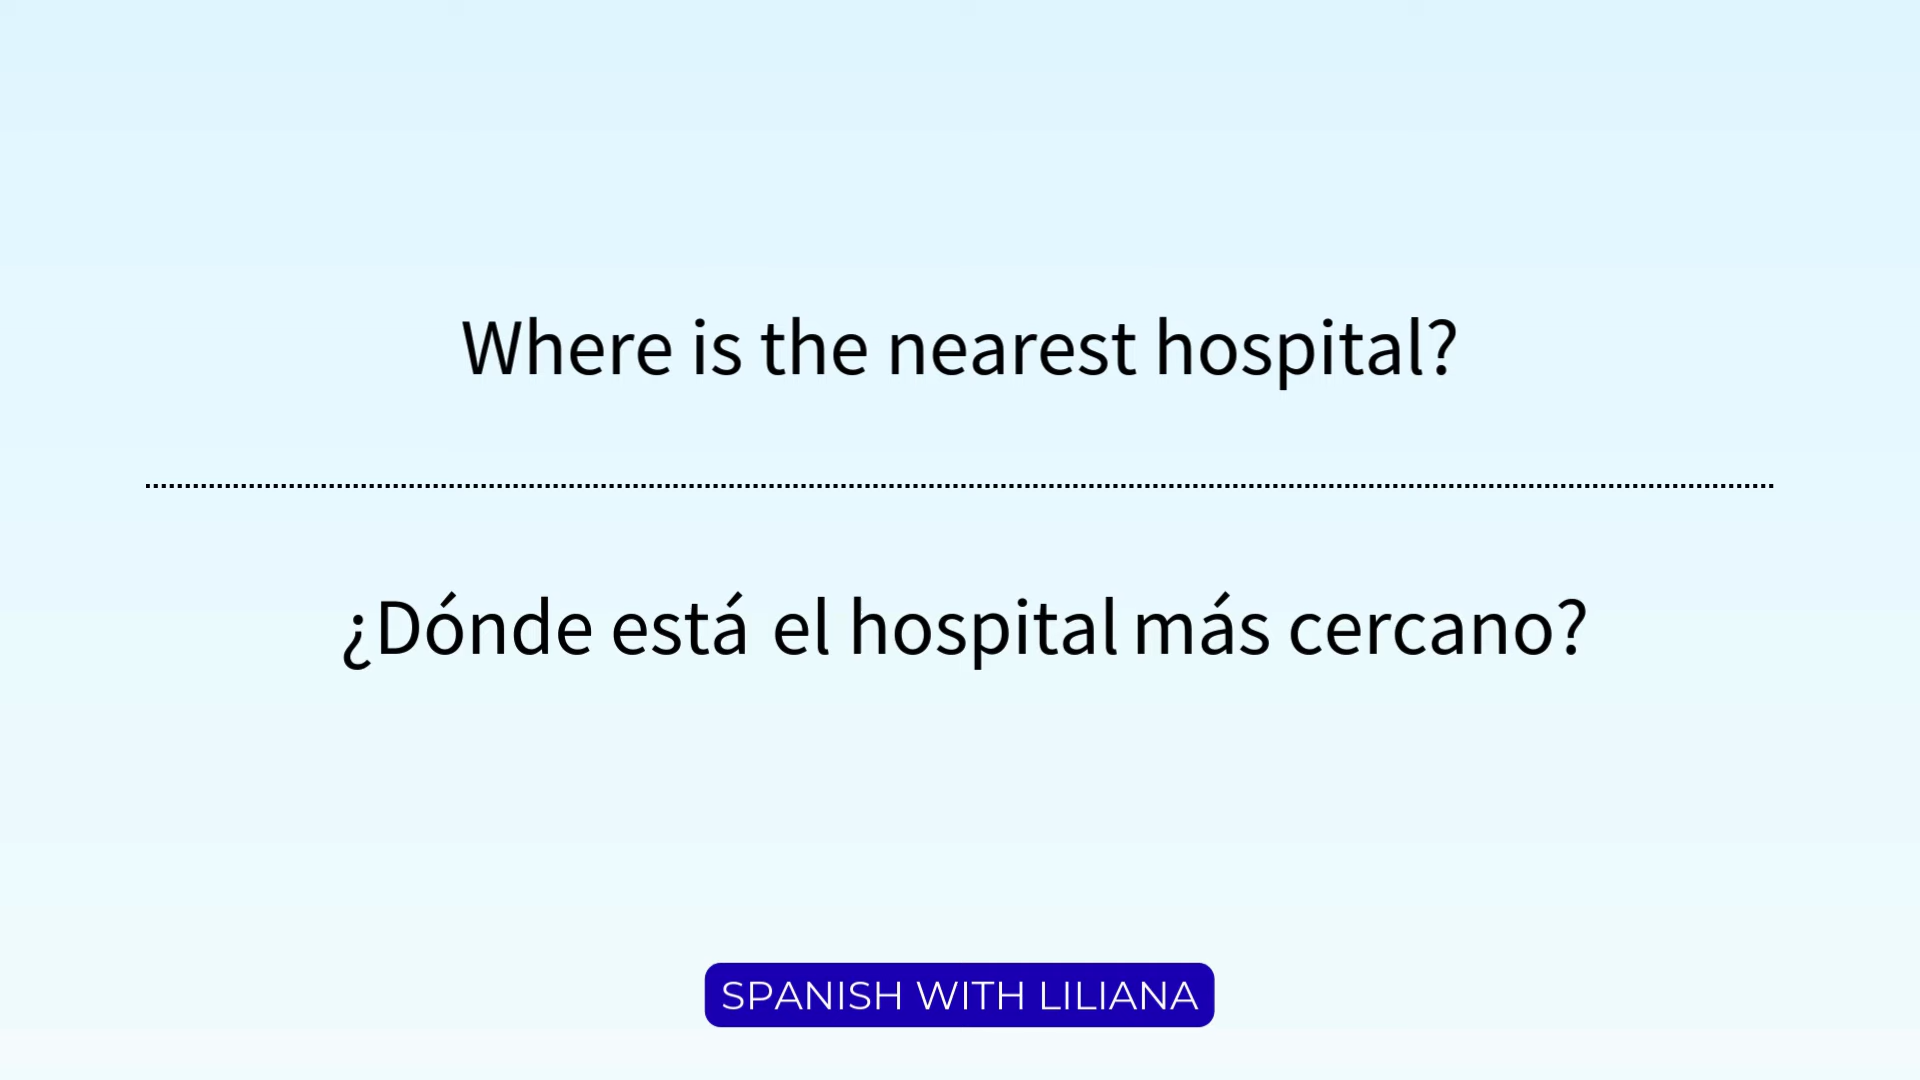 Where is the nearest hospital?
¿Dónde está el hospital más cercano?
SPANISH WITH LILIANA